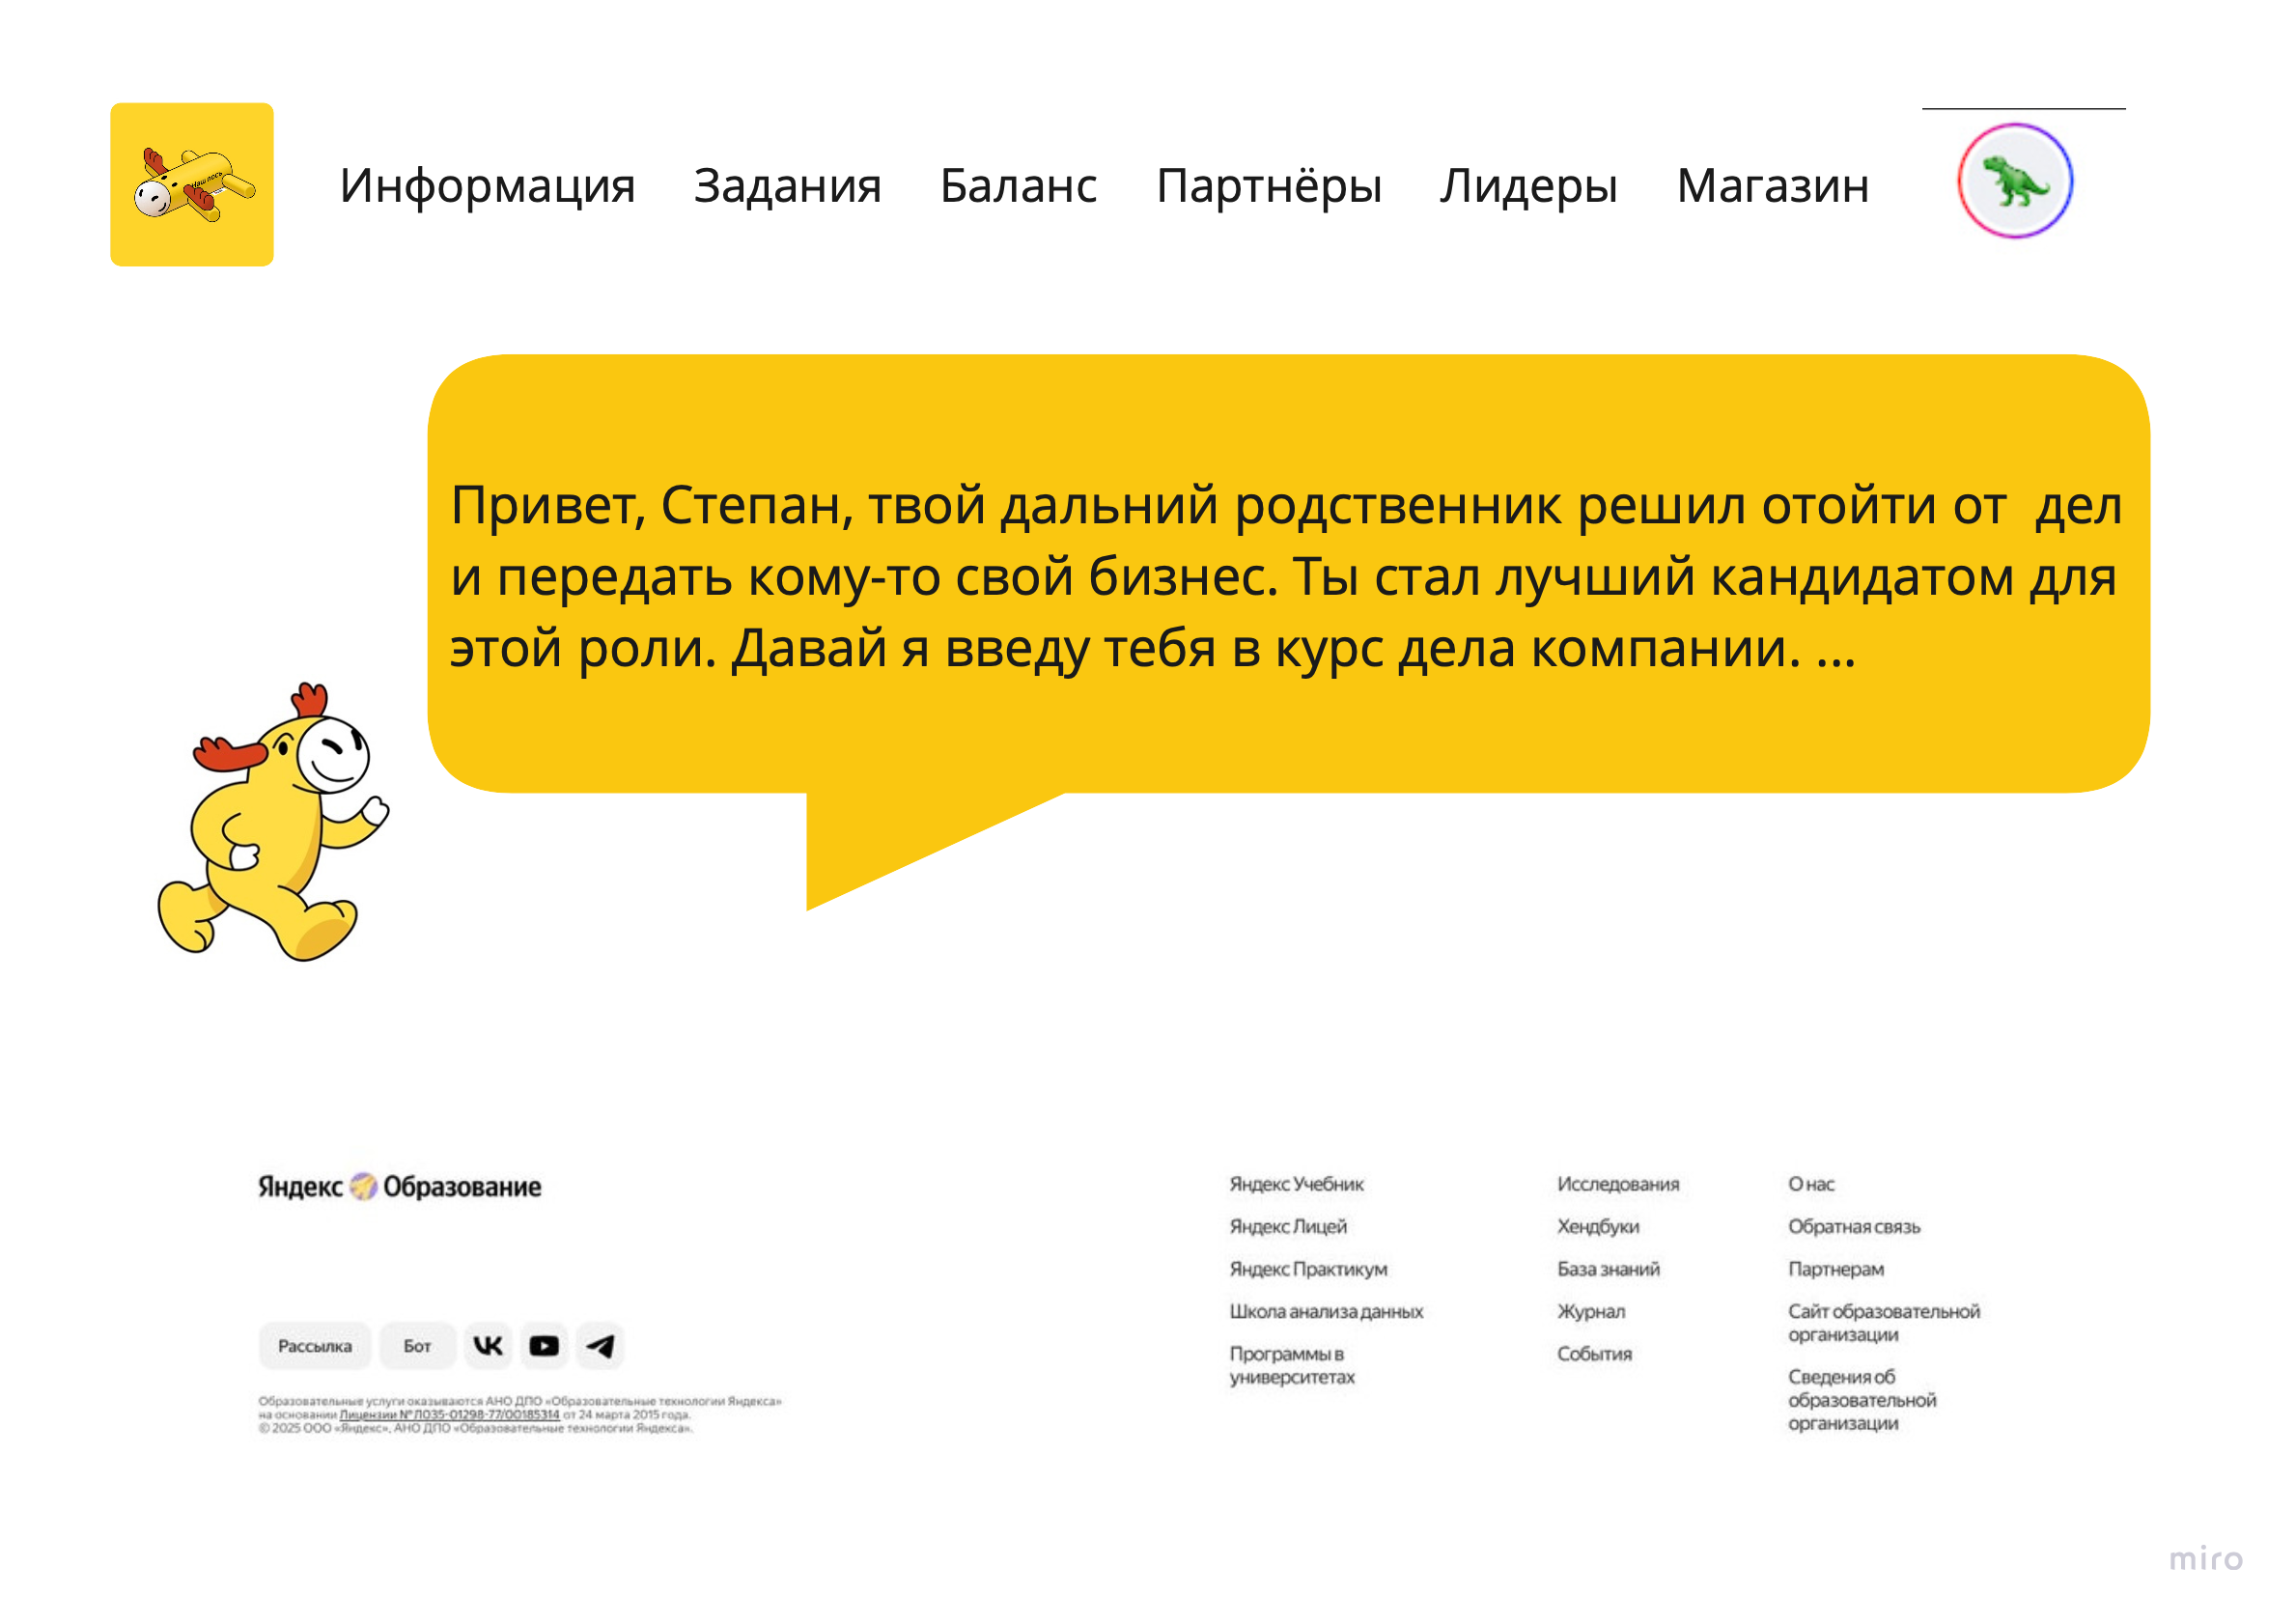 Наш лось
Информация Задания Баланс Партнёры Лидеры Магазин
Привет, Степан, твой дальний родственник решил отойти от  дел
и передать кому-то свой бизнес. Ты стал лучший кандидатом для
этой роли. Давай я введу тебя в курс дела компании. ...
Яндекс Образование
Рассылка Бот
Образовательные услуги оказываются АНО ДПО «Образовательные технологии Яндекса»
на основании Лицензии № Л035-01298-77/00185314 от 24 марта 2015 года.
© 2025 ООО «Яндекс», АНО ДПО «Образовательные технологии Яндекса».
Яндекс Учебник
Яндекс Лицей
Яндекс Практикум
Школа анализа данных
Программы в
университетах
Исследования
Хендбуки
База знаний
Журнал
События
О нас
Обратная связь
Партнерам
Сайт образовательной
организации
Сведения об
образовательной
организации
miro